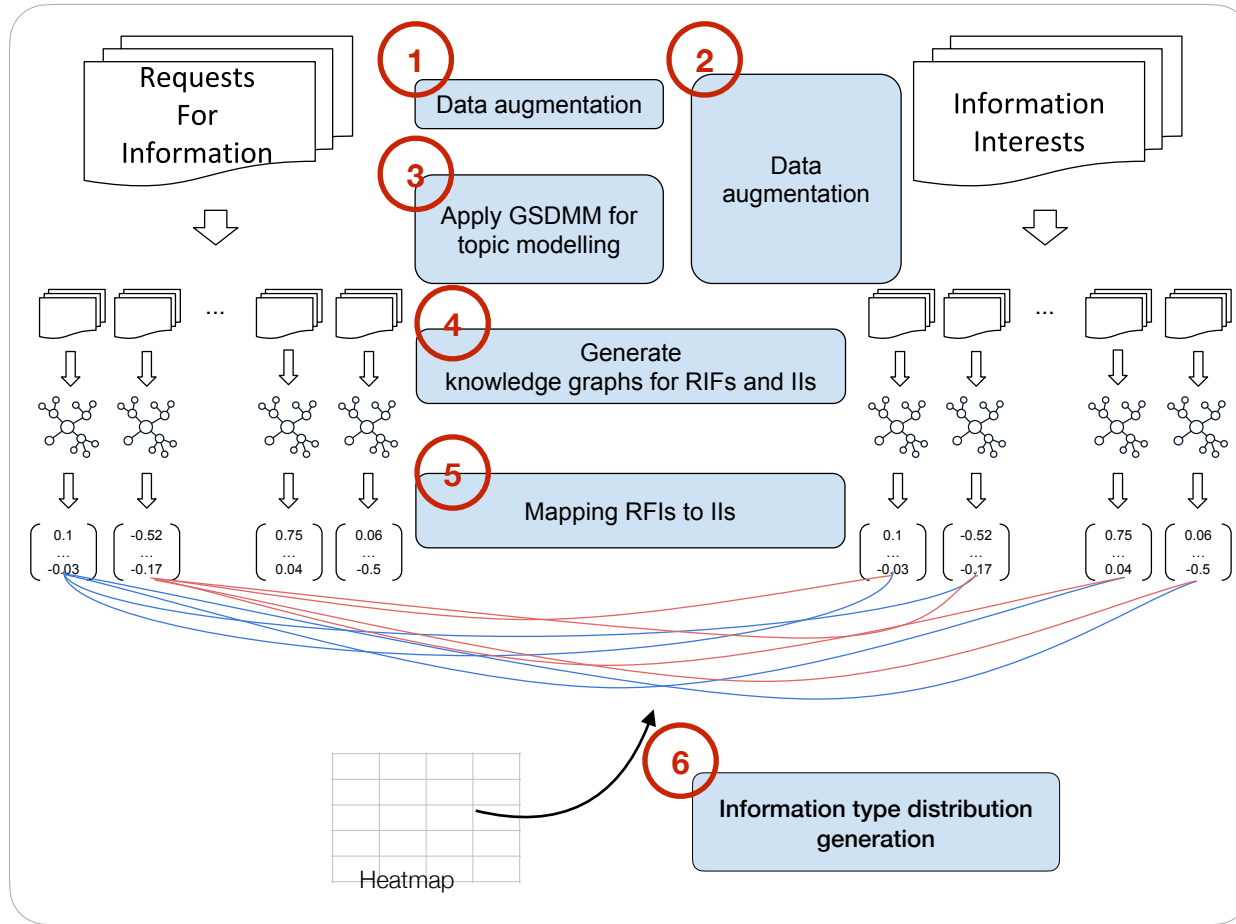 Requests
For
Information
1
Data augmentation
2
Data
augmentation
Information
Interests
3
Apply GSDMM for
topic modelling
...
...
4
Generate
knowledge graphs for RIFs and IIs
5
Mapping RFIs to IIs
0.1
...
-0.03
-0.52
...
-0.17
0.75
...
0.04
0.06
...
-0.5
0.1
...
-0.03
-0.52
...
-0.17
0.75
...
0.04
0.06
...
-0.5
6
Information type distribution
generation
Heatmap